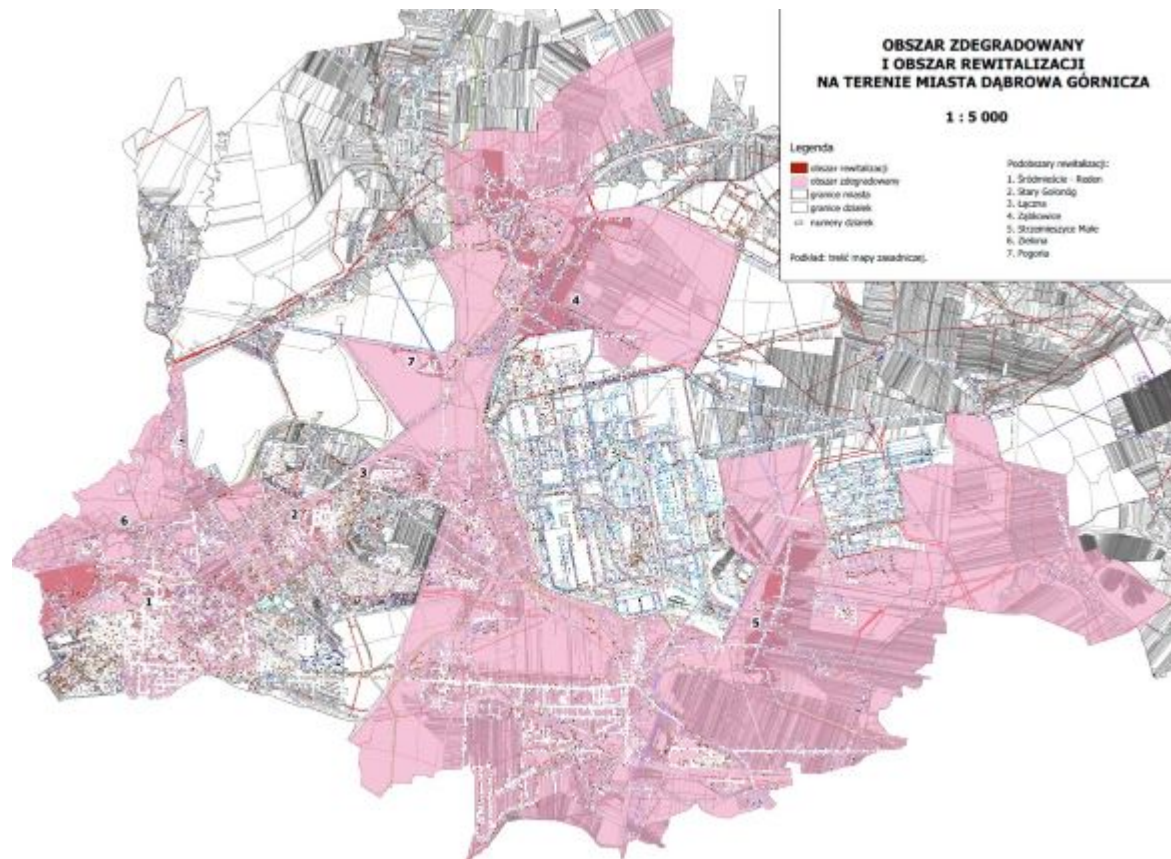 OBSZAR ZDEGRADOWANY
I OBSZAR REWITALIZACJI
NA TERENIE MIASTA DĄBROWA GÓRNICZA
1 : 5 000
Legenda
obszar rewitalizacji
obszar zdegradowany
granice miasta
granice działek
numery działek
Podkład: treść mapy zasadniczej.
Podobszary rewitalizacji:
1. Śródmieście - Reden
2. Stary Gołonóg
3. Łączna
4. Ząbkowice
5. Strzemieszyce Małe
6. Zielona
7. Pogoria
4
7
3
2
6
1
5